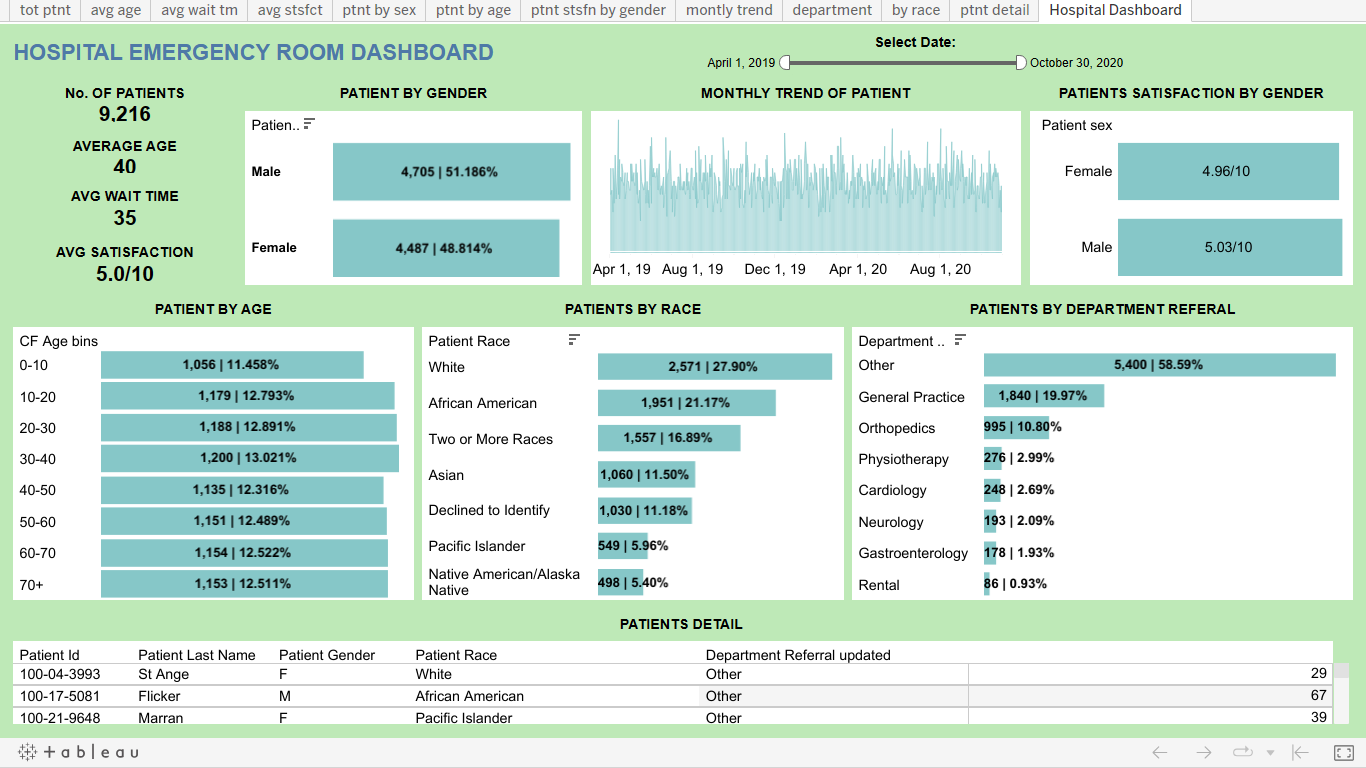 tot ptnt avg age avg wait tm avg stsfct ptnt by sex ptnt by age ptnt stsfn by gender montly trend department by race ptnt detail Hospital Dashboard
HOSPITAL EMERGENCY ROOM DASHBOARD
Select Date:
April 1, 2019 October 30, 2020
No. OF PATIENTS
9,216
AVERAGE AGE
40
AVG WAIT TIME
35
AVG SATISFACTION
5.0/10
PATIENT BY GENDER
Patien..
Male 4,705 | 51.186%
Female 4,487 | 48.814%
MONTHLY TREND OF PATIENT
Apr 1, 19 Aug 1, 19 Dec 1, 19 Apr 1, 20 Aug 1, 20
PATIENTS SATISFACTION BY GENDER
Patient sex
Female 4.96/10
Male 5.03/10
PATIENT BY AGE
CF Age bins
0-10 1,056 | 11.458%
10-20 1,179 | 12.793%
20-30 1,188 | 12.891%
30-40 1,200 | 13.021%
40-50 1,135 | 12.316%
50-60 1,151 | 12.489%
60-70 1,154 | 12.522%
70+ 1,153 | 12.511%
PATIENTS BY RACE
Patient Race
White 2,571 | 27.90%
African American 1,951 | 21.17%
Two or More Races 1,557 | 16.89%
Asian 1,060 | 11.50%
Declined to Identify 1,030 | 11.18%
Pacific Islander 549 | 5.96%
Native American/Alaska
Native 498 | 5.40%
PATIENTS BY DEPARTMENT REFERAL
Department ..
Other 5,400 | 58.59%
General Practice 1,840 | 19.97%
Orthopedics 995 | 10.80%
Physiotherapy 276 | 2.99%
Cardiology 248 | 2.69%
Neurology 193 | 2.09%
Gastroenterology 178 | 1.93%
Rental 86 | 0.93%
PATIENTS DETAIL
Patient Id Patient Last Name Patient Gender Patient Race Department Referral updated
100-04-3993 St Ange F White Other 29
100-17-5081 Flicker M African American Other 67
100-21-9648 Marran F Pacific Islander Other 39
+ableau